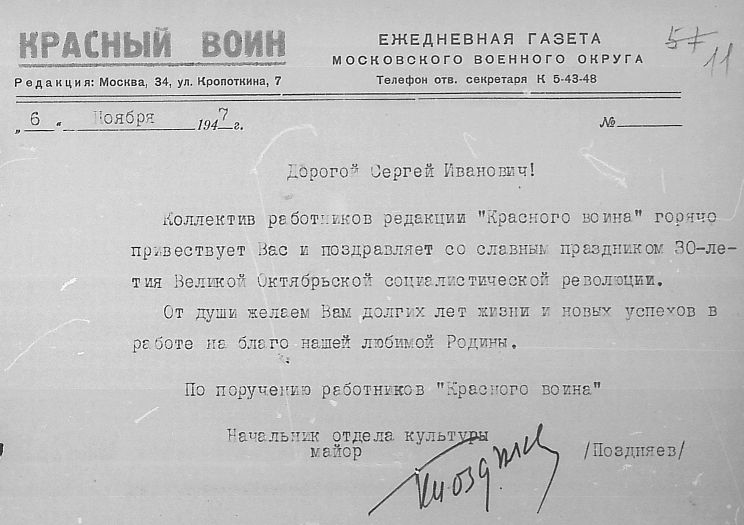 КРАСНЫЙ ВОИН
Редакция: Москва, 34, ул. Кропоткина, 7
ЕЖЕДНЕВНАЯ ГАЗЕТА
МОСКОВСКОГО ВОЕННОГО ОКРУГА
Телефон отв. секретаря К 5-43-48
57
11
„6“ Ноября 1947г.
№
Дорогой Сергей Иванович!
Коллектив работников редакции "Красного воина" горячо
привествует Вас и поздравляет со славным праздником 30-ле-
тия Великой Октябрьской социалистической революции.
От души желаем Вам долгих лет жизни и новых успехов в
работе на благо нашей любимой Родины.
По поручению работников "Красного воина"
Начальник отдела культуры
майор
/Поздняев/